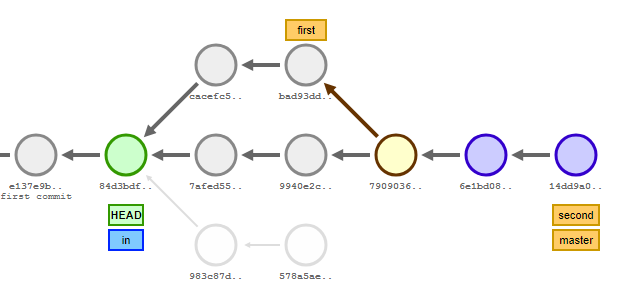 first
cacefc5..
bad93dd..
e137e9b..
first commit
84d3bdf..
7afed55..
9940e2c..
7909036..
6e1bd08..
14dd9a0..
HEAD
in
second
master
983c87d..
578a5ae..